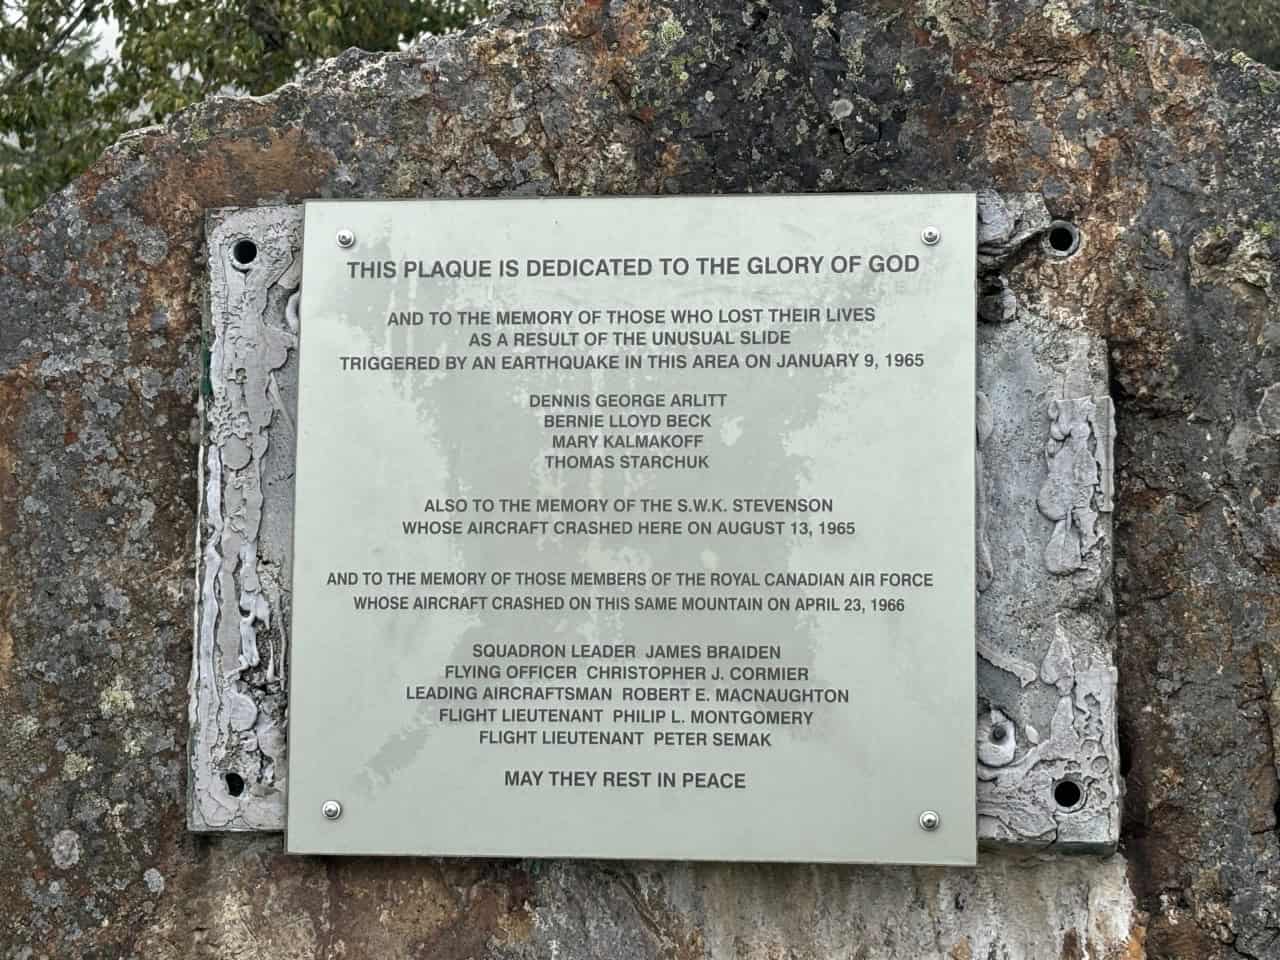 THIS PLAQUE IS DEDICATED TO THE GLORY OF GOD
AND TO THE MEMORY OF THOSE WHO LOST THEIR LIVES
AS A RESULT OF THE UNUSUAL SLIDE
TRIGGERED BY AN EARTHQUAKE IN THIS AREA ON JANUARY 9, 1965
DENNIS GEORGE ARLITT
BERNIE LLOYD BECK
MARY KALMAKOFF
THOMAS STARCHUK
ALSO TO THE MEMORY OF THE S.W.K. STEVENSON
WHOSE AIRCRAFT CRASHED HERE ON AUGUST 13, 1965
AND TO THE MEMORY OF THOSE MEMBERS OF THE ROYAL CANADIAN AIR FORCE
WHOSE AIRCRAFT CRASHED ON THIS SAME MOUNTAIN ON APRIL 23, 1966
SQUADRON LEADER JAMES BRAIDEN
FLYING OFFICER CHRISTOPHER J. CORMIER
LEADING AIRCRAFTSMAN ROBERT E. MACNAUGHTON
FLIGHT LIEUTENANT PHILIP L. MONTGOMERY
FLIGHT LIEUTENANT PETER SEMAK
MAY THEY REST IN PEACE